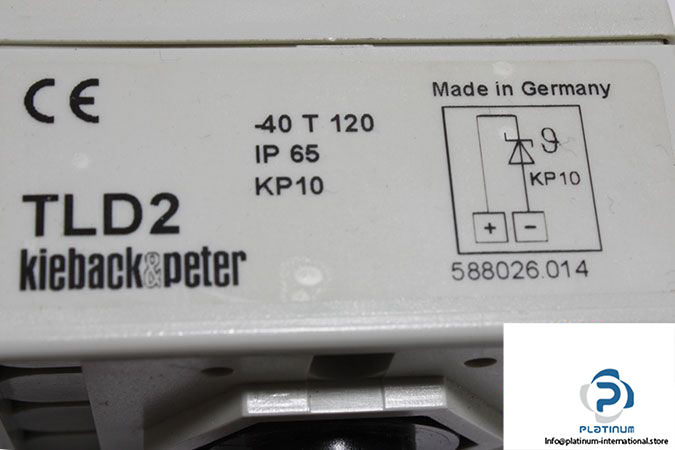 CE
-40 T 120
IP 65
KP10
TLD2
kieback&peter
Made in Germany
ϑ
KP10
+ -
588026.014
PLATINUM
Info@platinum-international.store